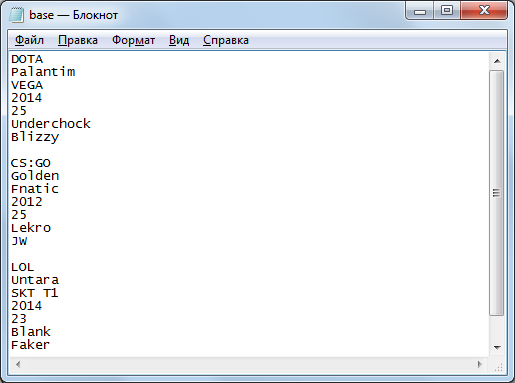 base — Блокнот
Файл Правка Формат Вид Справка
DOTA
Palantim
VEGA
2014
25
Underchock
Blizzy

CS:GO
Golden
Fnatic
2012
25
Lekro
JW

LOL
Untara
SKT T1
2014
23
Blank
Faker